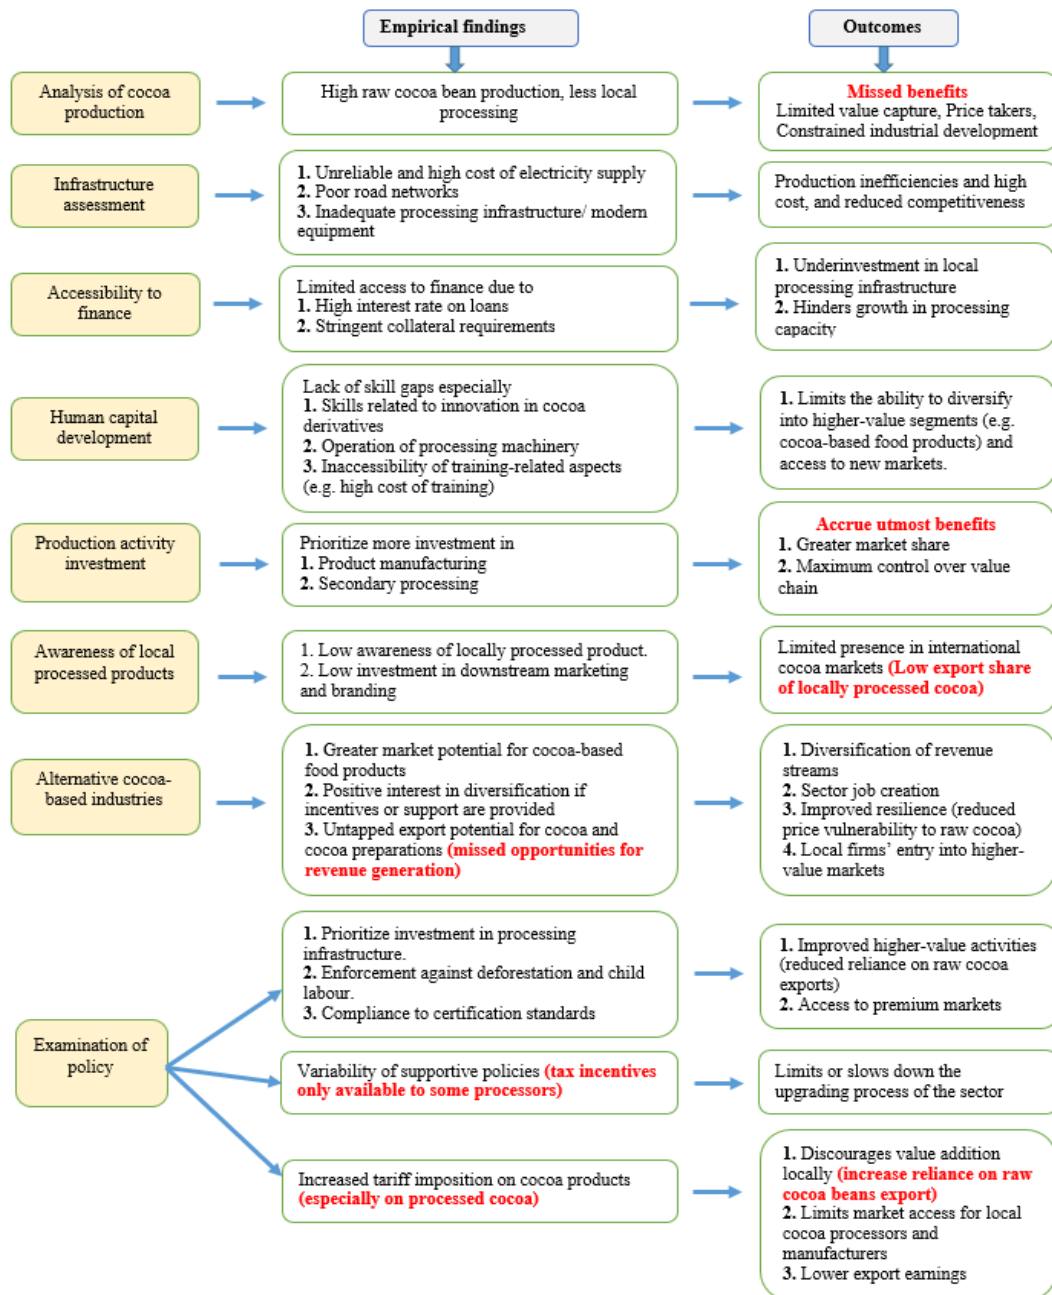 Empirical findings
Outcomes
Analysis of cocoa
production
High raw cocoa bean production, less local
processing
Missed benefits
Limited value capture, Price takers,
Constrained industrial development
Infrastructure
assessment
1. Unreliable and high cost of electricity supply
2. Poor road networks
3. Inadequate processing infrastructure/ modern
equipment
Production inefficiencies and high
cost, and reduced competitiveness
Accessibility to
finance
Limited access to finance due to
1. High interest rate on loans
2. Stringent collateral requirements
1. Underinvestment in local
processing infrastructure
2. Hinders growth in processing
capacity
Human capital
development
Lack of skill gaps especially
1. Skills related to innovation in cocoa
derivatives
2. Operation of processing machinery
3. Inaccessibility of training-related aspects
(e.g. high cost of training)
1. Limits the ability to diversify
into higher-value segments (e.g.
cocoa-based food products) and
access to new markets.
Production activity
investment
Prioritize more investment in
1. Product manufacturing
2. Secondary processing
Accrue utmost benefits
1. Greater market share
2. Maximum control over value
chain
Awareness of local
processed products
1. Low awareness of locally processed product.
2. Low investment in downstream marketing
and branding
Limited presence in international
cocoa markets (Low export share
of locally processed cocoa)
Alternative cocoa-
based industries
1. Greater market potential for cocoa-based
food products
2. Positive interest in diversification if
incentives or support are provided
3. Untapped export potential for cocoa and
cocoa preparations (missed opportunities for
revenue generation)
1. Diversification of revenue
streams
2. Sector job creation
3. Improved resilience (reduced
price vulnerability to raw cocoa)
4. Local firms' entry into higher-
value markets
Examination of
policy
1. Prioritize investment in processing
infrastructure.
2. Enforcement against deforestation and child
labour.
3. Compliance to certification standards
1. Improved higher-value activities
(reduced reliance on raw cocoa
exports)
2. Access to premium markets
Variability of supportive policies (tax incentives
only available to some processors)
Limits or slows down the
upgrading process of the sector
Increased tariff imposition on cocoa products
(especially on processed cocoa)
1. Discourages value addition
locally (increase reliance on raw
cocoa beans export)
2. Limits market access for local
cocoa processors and
manufacturers
3. Lower export earnings